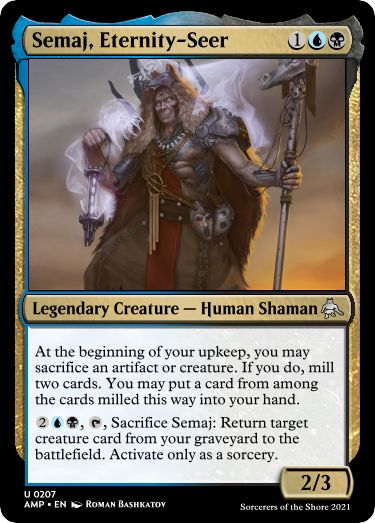 Semaj, Eternity-Seer 1
Legendary Creature — Human Shaman
At the beginning of your upkeep, you may
sacrifice an artifact or creature. If you do, mill
two cards. You may put a card from among
the cards milled this way into your hand.
2, , Sacrifice Semaj: Return target
creature card from your graveyard to the
battlefield. Activate only as a sorcery.
2/3
U 0207
AMP • EN Roman Bashkatov
Sorcerers of the Shore 2021